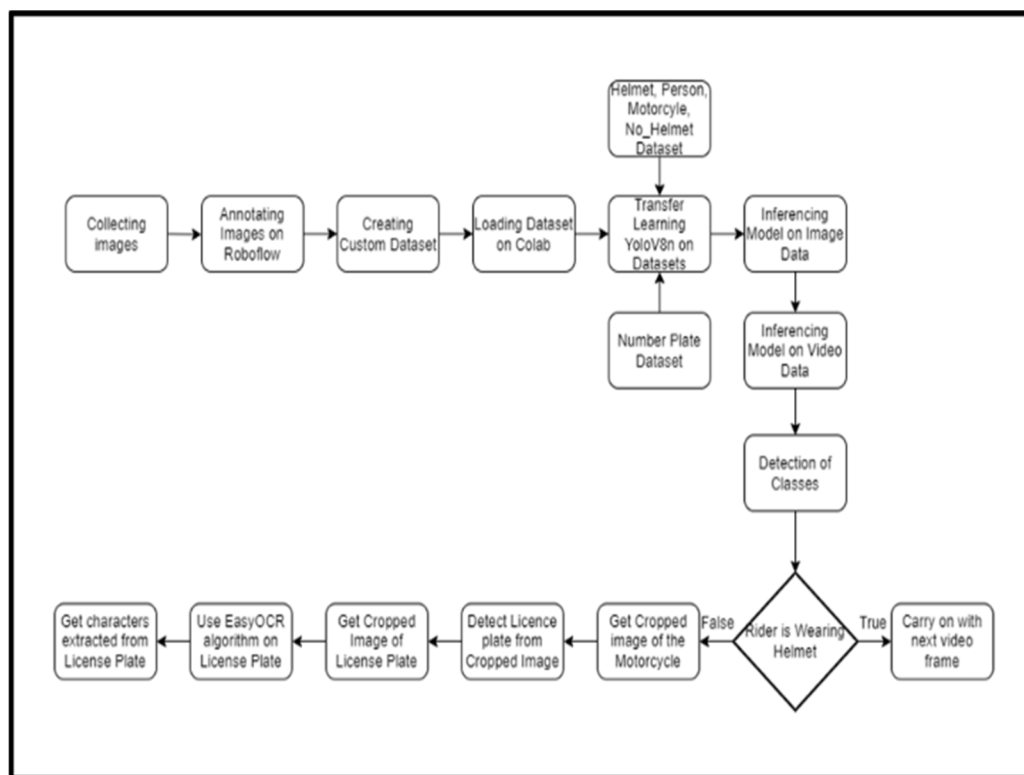 Helmet, Person,
Motorcyle,
No_Helmet
Dataset
Collecting
images
Annotating
Images on
Roboflow
Creating
Custom Dataset
Loading Dataset
on Colab
Transfer
Learning
YoloV8n on
Datasets
Inferencing
Model on Image
Data
Number Plate
Dataset
Inferencing
Model on Video
Data
Detection of
Classes
Rider is Wearing
Helmet
True
Carry on with
next video
frame
False
Get Cropped
image of the
Motorcycle
Detect Licence
plate from
Cropped Image
Get Cropped
Image of
License Plate
Use EasyOCR
algorithm on
License Plate
Get characters
extracted from
License Plate